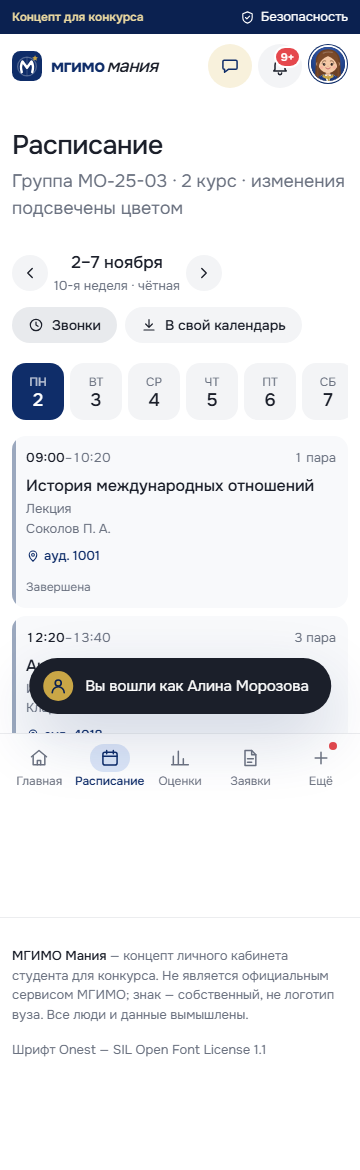 Концепт для конкурса
Безопасность
МГИМО МАНИЯ
9+
Расписание
Группа МО-25-03 · 2 курс · изменения
подсвечены цветом
2–7 ноября
10-я неделя · чётная
Звонки
В свой календарь
ПН
2
ВТ
3
СР
4
ЧТ
5
ПТ
6
СБ
7
09:00–10:20
1 пара
История международных отношений
Лекция
Соколов П. А.
ауд. 1001
Завершена
12:20–13:40
3 пара
Вы вошли как Алина Морозова
Главная
Расписание
Оценки
Заявки
Ещё
МГИМО Мания — концепт личного кабинета
студента для конкурса. Не является официальным
сервисом МГИМО; знак — собственный, не логотип
вуза. Все люди и данные вымышлены.
Шрифт Onest — SIL Open Font License 1.1